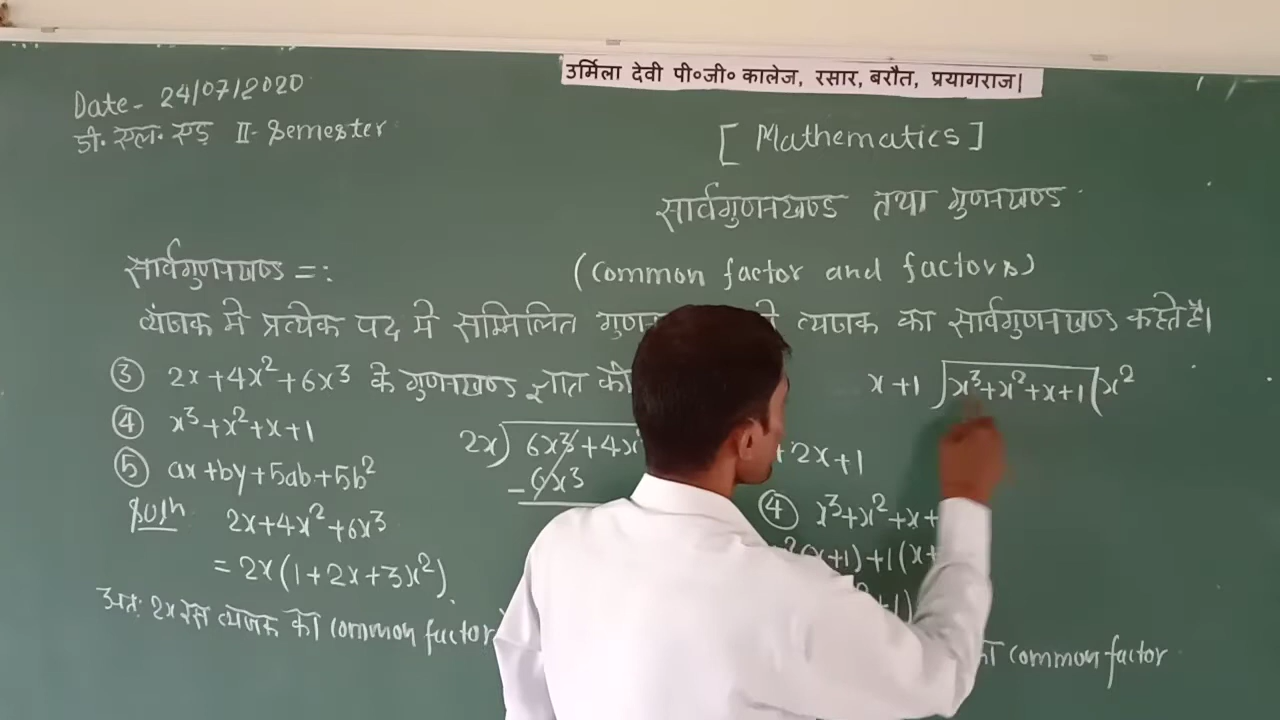 उर्मिला देवी पी०जी० कालेज, रसार, बरौत, प्रयागराज|
Date- 24/07/2020
डी. एल. एड़ II- Semester
[ Mathematics ]
सार्वगुणनखण्ड तथा गुणनखण्ड
(Common factor and factors)
सार्वगुणनखण्ड =:
व्यंजक मे प्रत्येक पद मे सम्मिलित व्यंजक का सार्वगुणनखण्ड कहते है।
③ 2x+4x²+6x³ के गुणनखण्ड ज्ञात
④ x³+x²+x+1
⑤ ax+by+5ab+5b²
Soln 2x+4x²+6x³
=2x(1+2x+3x²)
अतः 2x इस व्यंजक का common factor
2x) 6x³+4x
-6x³
+2x+1
x+1) x³+x²+x+1 (x²
④ x³+x²+x+
(x+1)+1(x+
+1)
का common factor